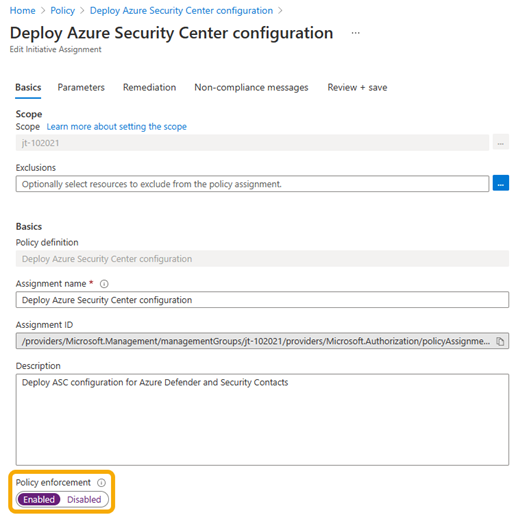 Home > Policy > Deploy Azure Security Center configuration >
Deploy Azure Security Center configuration ...
Edit Initiative Assignment
Basics Parameters Remediation Non-compliance messages Review + save
Scope
Scope Learn more about setting the scope
jt-102021 ...
Exclusions
Optionally select resources to exclude from the policy assignment. ...
Basics
Policy definition
Deploy Azure Security Center configuration
Assignment name *
Deploy Azure Security Center configuration
Assignment ID
/providers/Microsoft.Management/managementGroups/jt-102021/providers/Microsoft.Authorization/policyAssignme...
Description
Deploy ASC configuration for Azure Defender and Security Contacts
Policy enforcement
Enabled Disabled